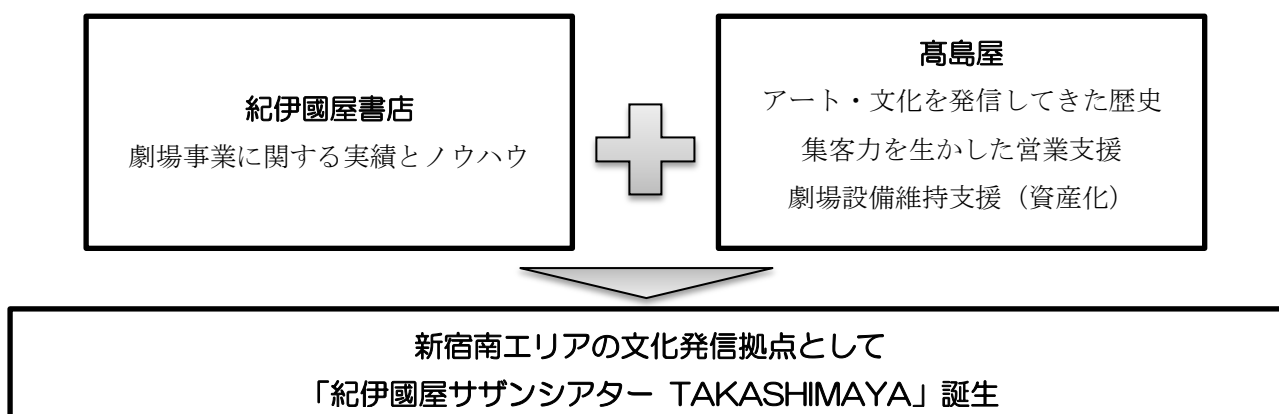 紀伊國屋書店
劇場事業に関する実績とノウハウ
髙島屋
アート・文化を発信してきた歴史
集客力を生かした営業支援
劇場設備維持支援（資産化）
新宿南エリアの文化発信拠点として
「紀伊國屋サザンシアター TAKASHIMAYA」誕生